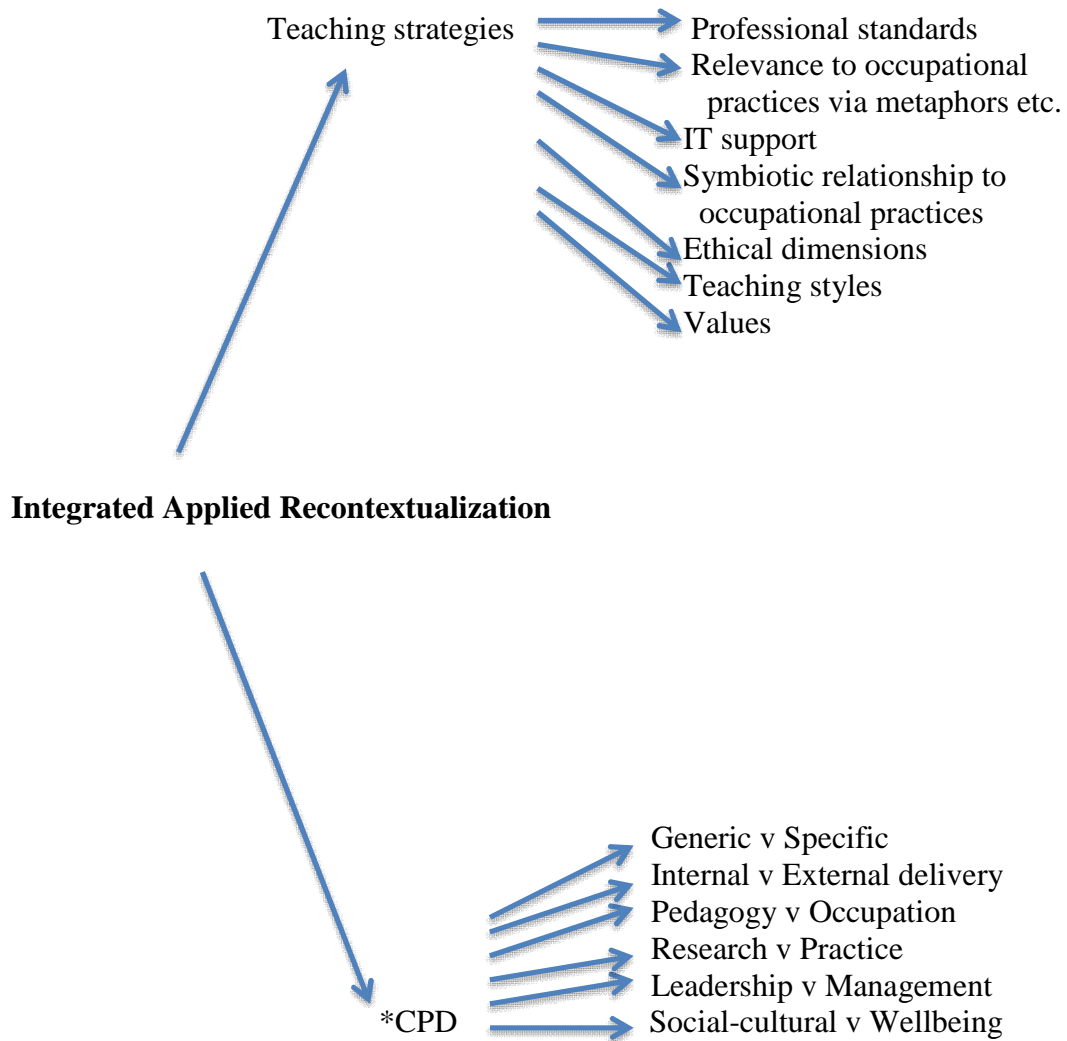 Teaching strategies
Professional standards
Relevance to occupational
practices via metaphors etc.
IT support
Symbiotic relationship to
occupational practices
Ethical dimensions
Teaching styles
Values
Integrated Applied Recontextualization
Generic v Specific
Internal v External delivery
Pedagogy v Occupation
Research v Practice
Leadership v Management
*CPD
Social-cultural v Wellbeing